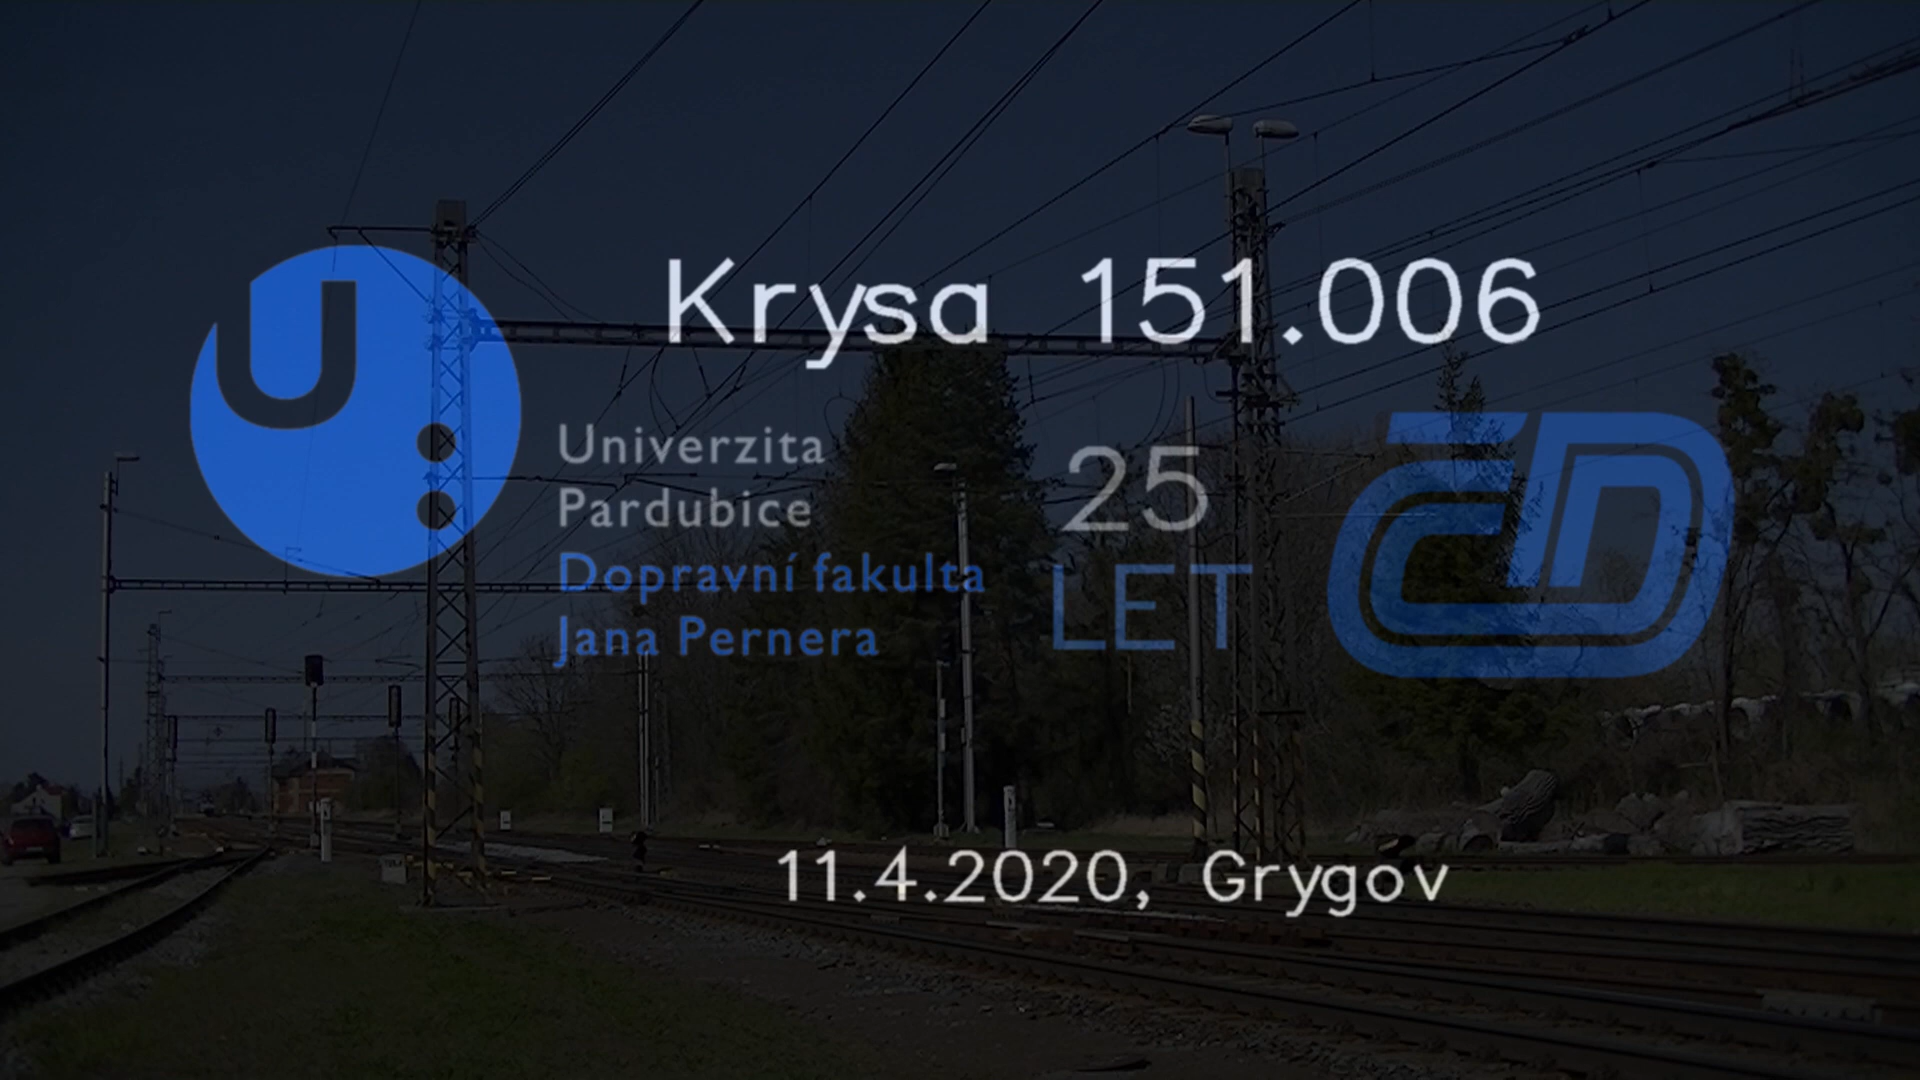 Krysa 151.006
Univerzita
Pardubice
Dopravní fakulta
Jana Pernera
25
LET
ČD
11.4.2020, Grygov